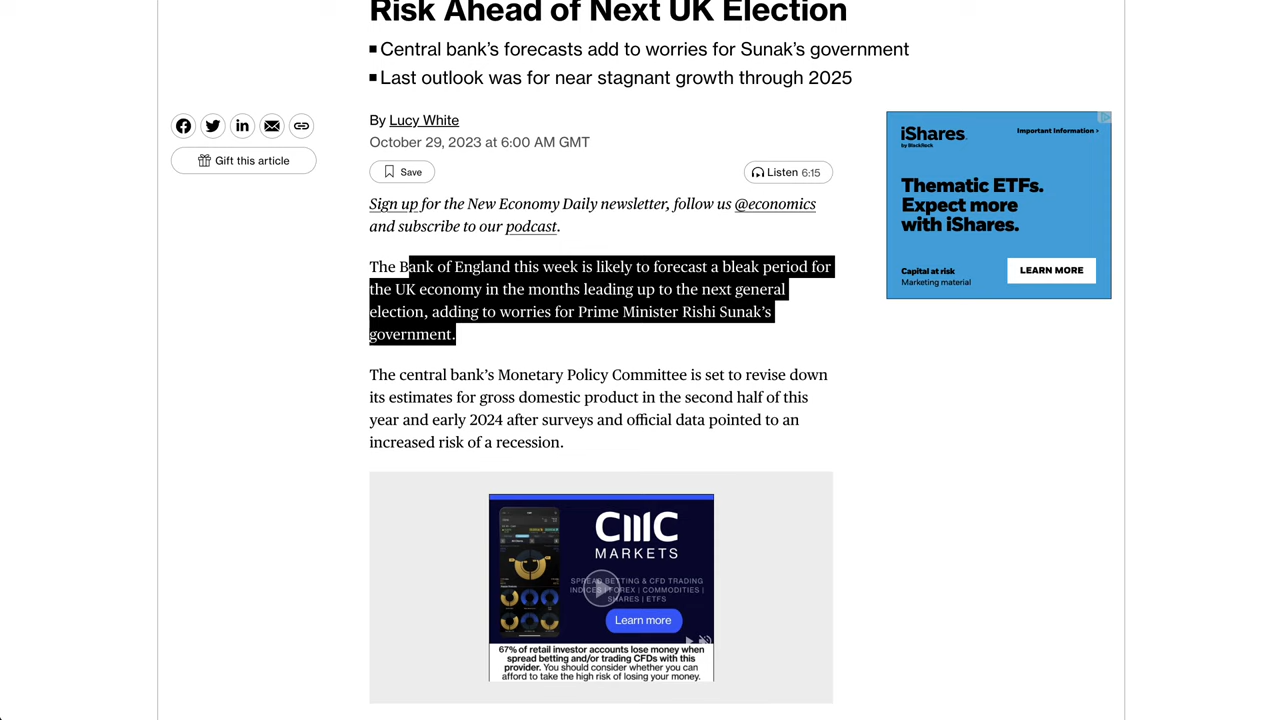 Risk Ahead of Next UK Election
Central bank's forecasts add to worries for Sunak's government
Last outlook was for near stagnant growth through 2025
By Lucy White
October 29, 2023 at 6:00 AM GMT
Gift this article
Save
Listen 6:15
Sign up for the New Economy Daily newsletter, follow us @economics
and subscribe to our podcast.
The Bank of England this week is likely to forecast a bleak period for
the UK economy in the months leading up to the next general
election, adding to worries for Prime Minister Rishi Sunak's
government.
The central bank's Monetary Policy Committee is set to revise down
its estimates for gross domestic product in the second half of this
year and early 2024 after surveys and official data pointed to an
increased risk of a recession.
iShares.
by BlackRock
Important Information >
Thematic ETFs.
Expect more
with iShares.
Capital at risk
Marketing material
LEARN MORE
CMC
MARKETS
SPREAD BETTING & CFD TRADING
INDICES | FOREX | COMMODITIES |
SHARES | ETFS
Learn more
67% of retail investor accounts lose money when
spread betting and/or trading CFDs with this
provider. You should consider whether you can
afford to take the high risk of losing your money.